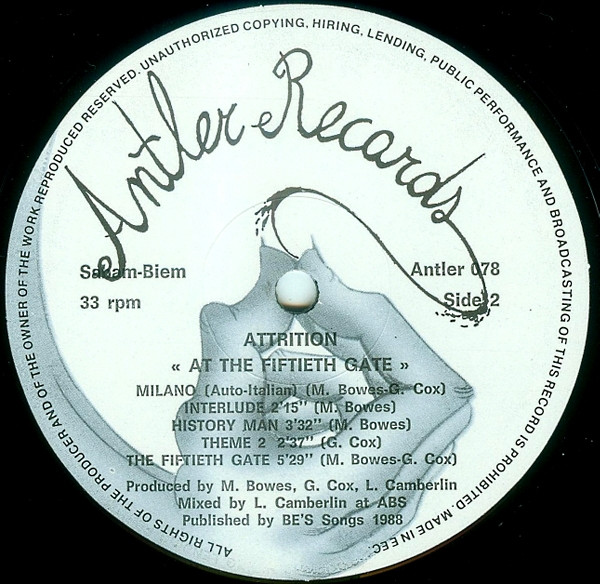 ALL RIGHTS OF THE PRODUCER AND OF THE OWNER OF THE WORK REPRODUCED RESERVED. UNAUTHORIZED COPYING, HIRING, LENDING, PUBLIC PERFORMANCE AND BROADCASTING OF THIS RECORD IS PROHIBITED. MADE IN EEC.
Antler Records
Sabam-Biem
Antler 078
33 rpm
Side 2
ATTRITION
« AT THE FIFTIETH GATE »
MILANO (Auto-Italian) (M. Bowes-G. Cox)
INTERLUDE 2'15" (M. Bowes)
HISTORY MAN 3'32" (M. Bowes)
THEME 2 2'37" (G. Cox)
THE FIFTIETH GATE 5'29" (M. Bowes-G. Cox)
Produced by M. Bowes, G. Cox, L. Camberlin
Mixed by L. Camberlin at ABS
Published by BE'S Songs 1988